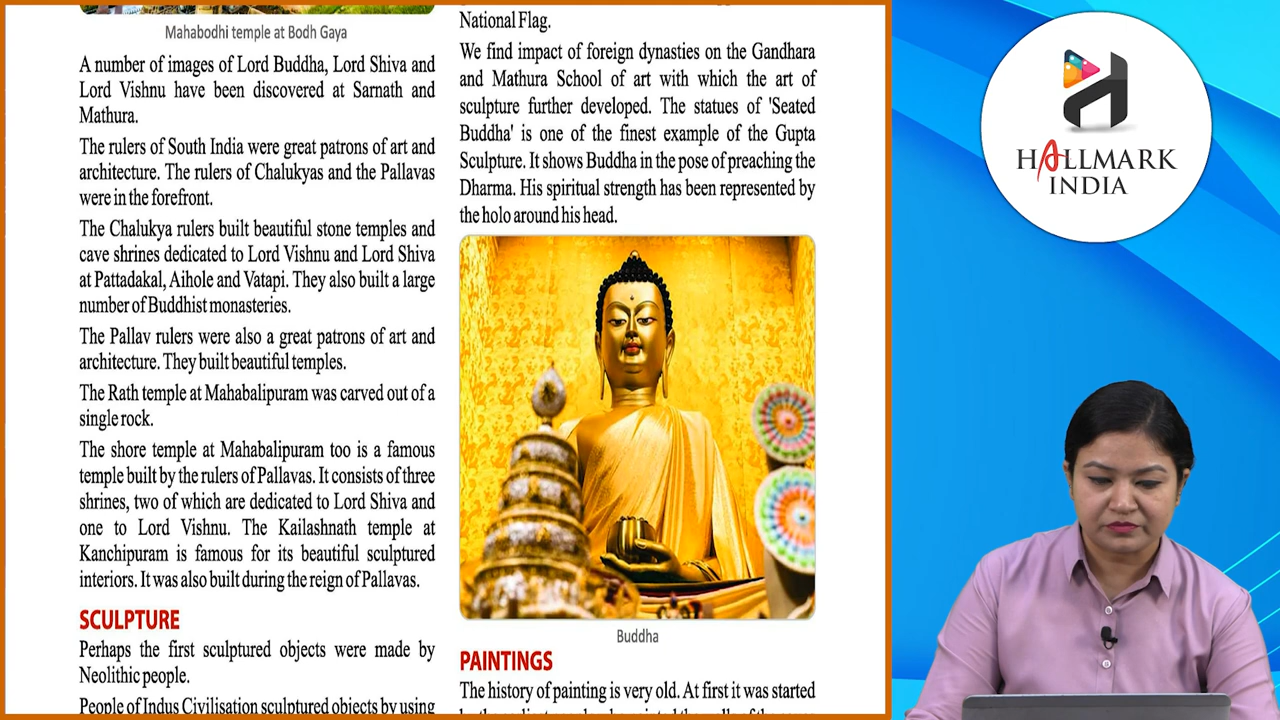 Mahabodhi temple at Bodh Gaya
A number of images of Lord Buddha, Lord Shiva and
Lord Vishnu have been discovered at Sarnath and
Mathura.
The rulers of South India were great patrons of art and
architecture. The rulers of Chalukyas and the Pallavas
were in the forefront.
The Chalukya rulers built beautiful stone temples and
cave shrines dedicated to Lord Vishnu and Lord Shiva
at Pattadakal, Aihole and Vatapi. They also built a large
number of Buddhist monasteries.
The Pallav rulers were also a great patrons of art and
architecture. They built beautiful temples.
The Rath temple at Mahabalipuram was carved out of a
single rock.
The shore temple at Mahabalipuram too is a famous
temple built by the rulers of Pallavas. It consists of three
shrines, two of which are dedicated to Lord Shiva and
one to Lord Vishnu. The Kailashnath temple at
Kanchipuram is famous for its beautiful sculptured
interiors. It was also built during the reign of Pallavas.
SCULPTURE
Perhaps the first sculptured objects were made by
Neolithic people.
People of Indus Civilisation sculptured objects by using
National Flag.
We find impact of foreign dynasties on the Gandhara
and Mathura School of art with which the art of
sculpture further developed. The statues of 'Seated
Buddha' is one of the finest example of the Gupta
Sculpture. It shows Buddha in the pose of preaching the
Dharma. His spiritual strength has been represented by
the holo around his head.
Buddha
PAINTINGS
The history of painting is very old. At first it was started
HALLMARK
INDIA